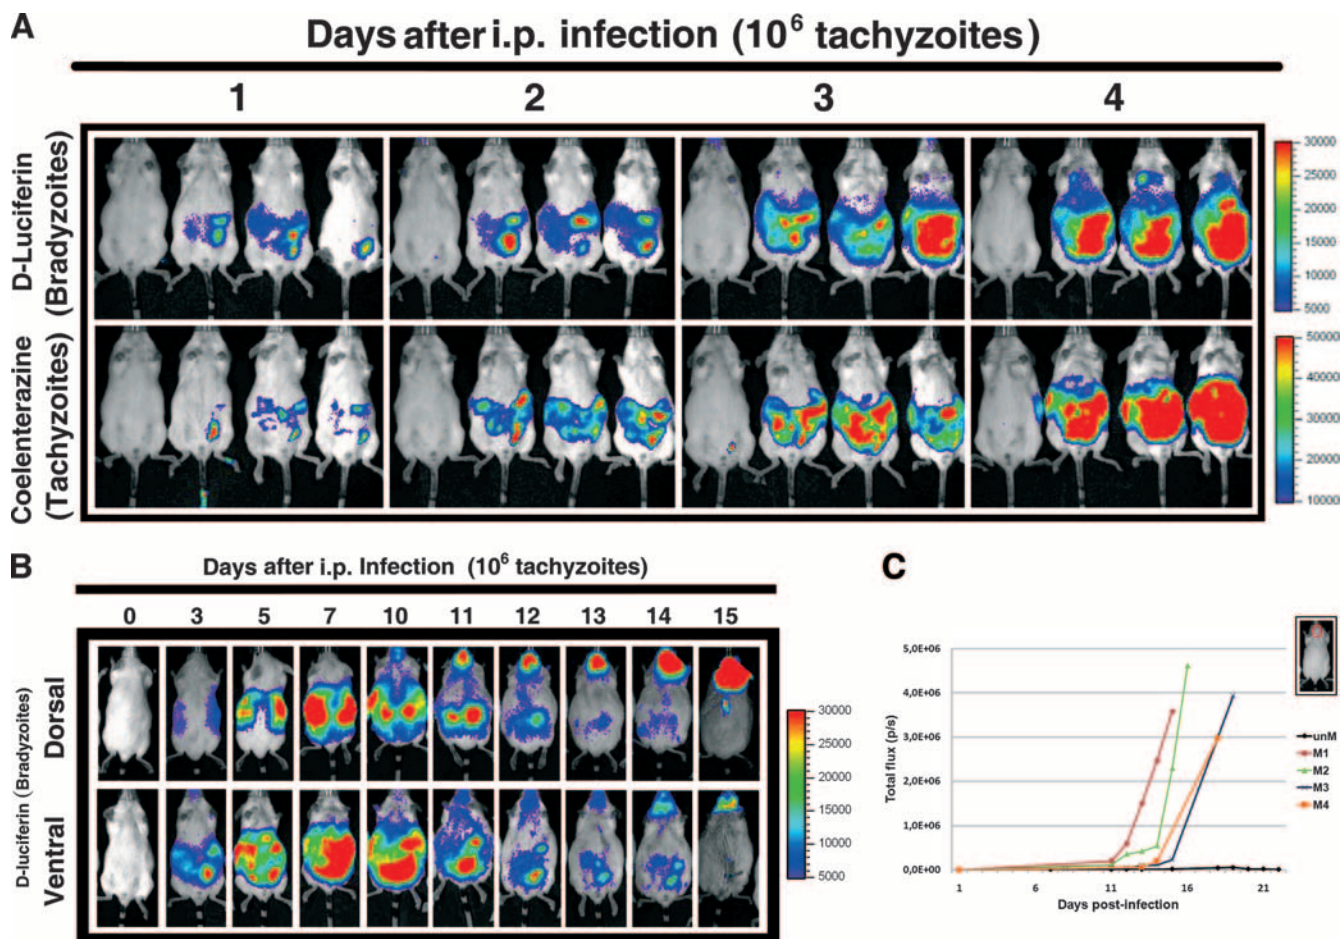 A
Days after i.p. infection (10⁶ tachyzoites)
1 2 3 4
D-Luciferin
(Bradyzoites)
30000
25000
20000
15000
10000
5000
Coelenterazine
(Tachyzoites)
50000
40000
30000
20000
10000
B
Days after i.p. Infection (10⁶ tachyzoites)
0 3 5 7 10 11 12 13 14 15
D-luciferin (Bradyzoites)
Dorsal
Ventral
30000
25000
20000
15000
10000
5000
C
5,0E+06
4,0E+06
3,0E+06
2,0E+06
1,0E+06
0,0E+00
Total flux (p/s)
1 6 11 16 21
Days post-infection
unM
M1
M2
M3
M4